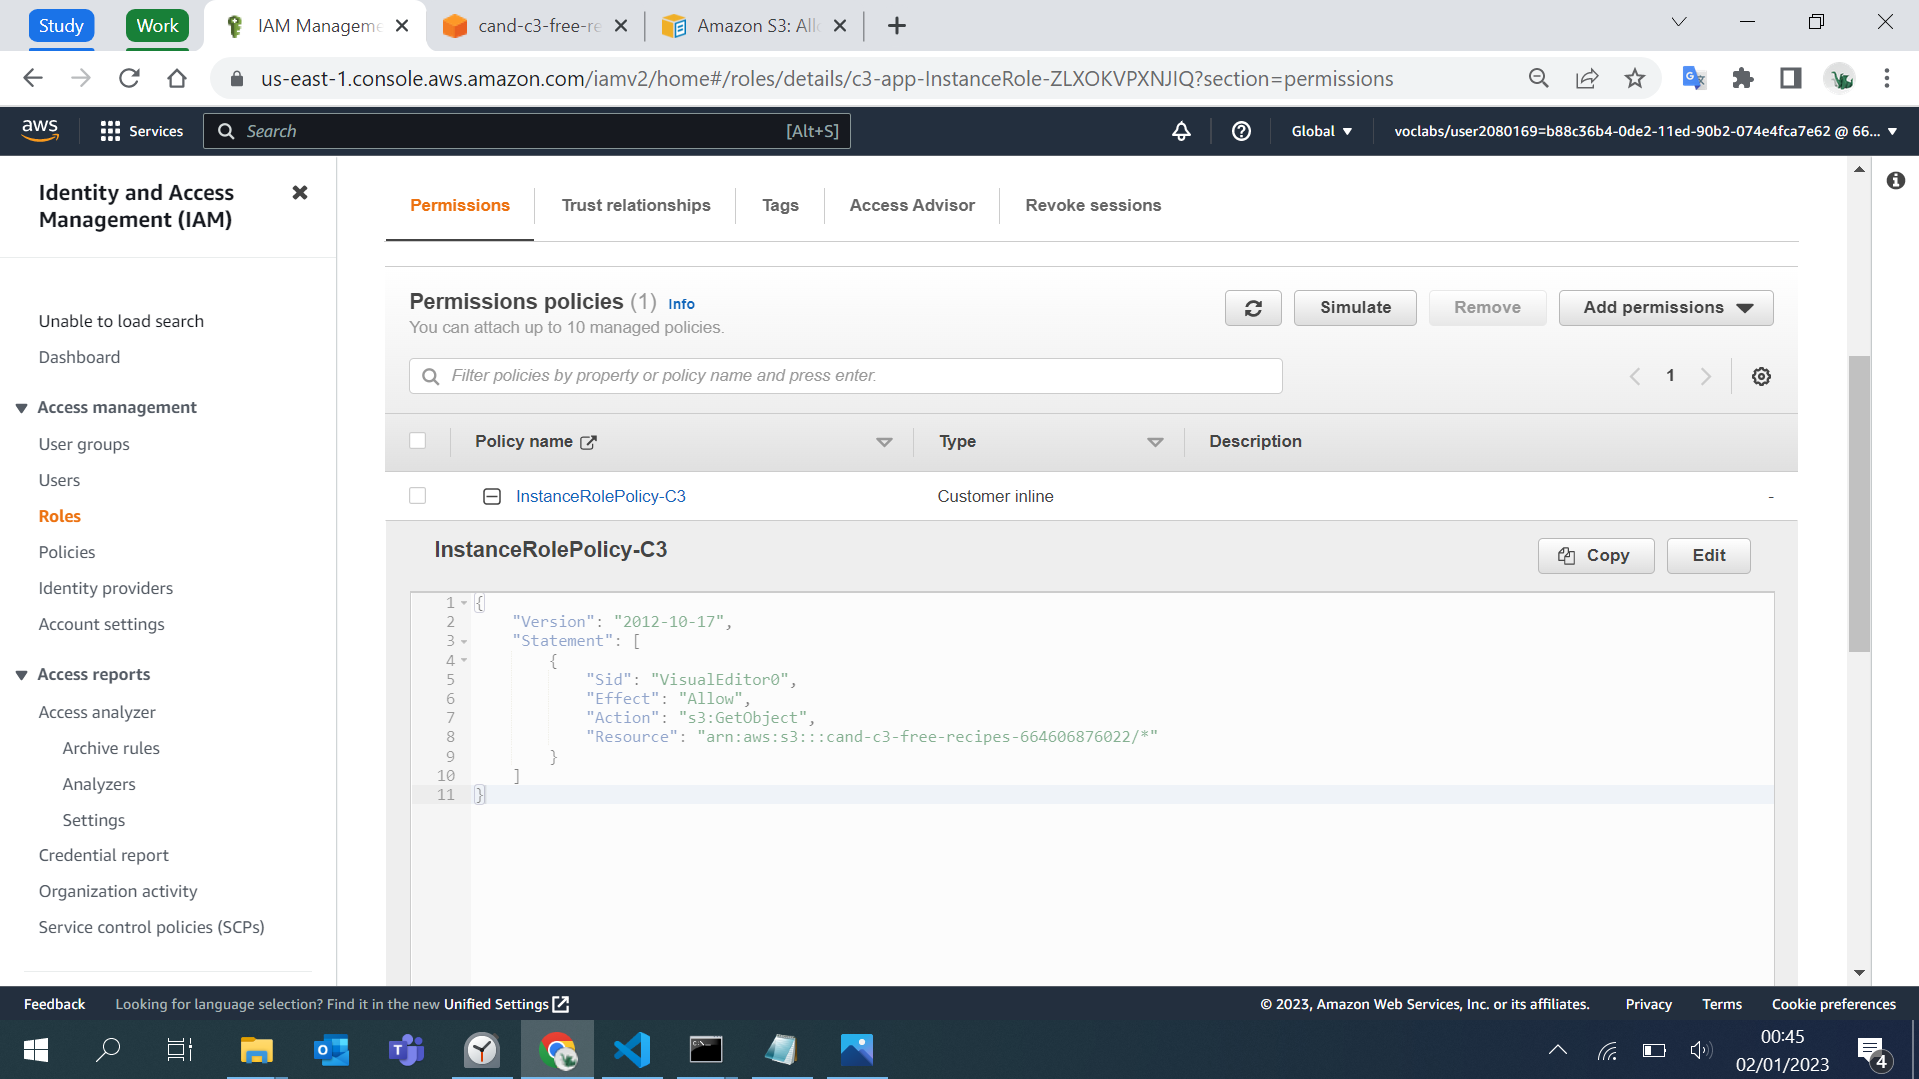 Study
Work
IAM Manageme
cand-c3-free-re
Amazon S3: All
us-east-1.console.aws.amazon.com/iamv2/home#/roles/details/c3-app-InstanceRole-ZLXOKVPXNJIQ?section=permissions
aws
Services
Search
[Alt+S]
Global
voclabs/user2080169=b88c36b4-0de2-11ed-90b2-074e4fca7e62 @ 66...
Identity and Access
Management (IAM)
Unable to load search
Dashboard
Access management
User groups
Users
Roles
Policies
Identity providers
Account settings
Access reports
Access analyzer
Archive rules
Analyzers
Settings
Credential report
Organization activity
Service control policies (SCPs)
Permissions
Trust relationships
Tags
Access Advisor
Revoke sessions
Permissions policies (1) Info
You can attach up to 10 managed policies.
Simulate
Remove
Add permissions
Filter policies by property or policy name and press enter.
1
Policy name
Type
Description
InstanceRolePolicy-C3
Customer inline
-
InstanceRolePolicy-C3
Copy
Edit
1 {
2 "Version": "2012-10-17",
3 "Statement": [
4 {
5 "Sid": "VisualEditor0",
6 "Effect": "Allow",
7 "Action": "s3:GetObject",
8 "Resource": "arn:aws:s3:::cand-c3-free-recipes-664606876022/*"
9 }
10 ]
11 }
Feedback
Looking for language selection? Find it in the new Unified Settings
© 2023, Amazon Web Services, Inc. or its affiliates.
Privacy
Terms
Cookie preferences
00:45
02/01/2023
4